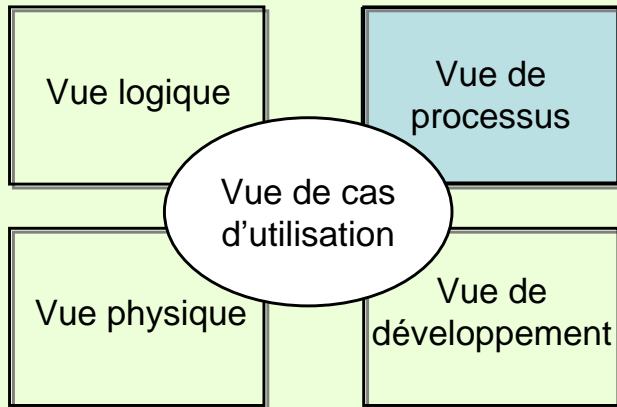 Vue logique
Vue de
processus
Vue de cas
d’utilisation
Vue physique
Vue de
développement